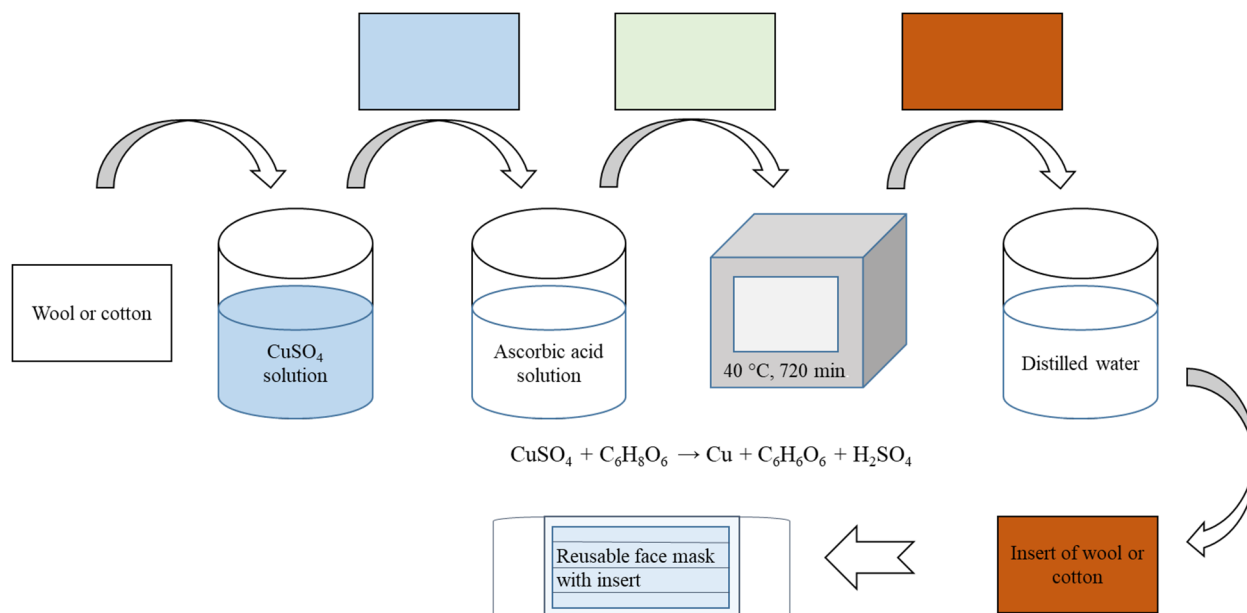 Wool or cotton
CuSO₄
solution
Ascorbic acid
solution
40 °C, 720 min.
Distilled water
CuSO₄ + C₆H₈O₆ → Cu + C₆H₆O₆ + H₂SO₄
Reusable face mask
with insert
Insert of wool or
cotton